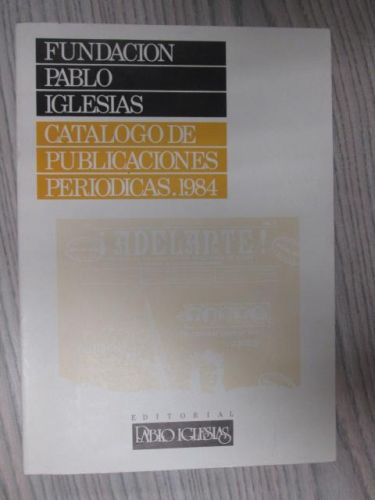 FUNDACION
PABLO
IGLESIAS
CATALOGO DE
PUBLICACIONES
PERIODICAS.1984
¡ADELANTE!
EDITORIAL
PABLO IGLESIAS